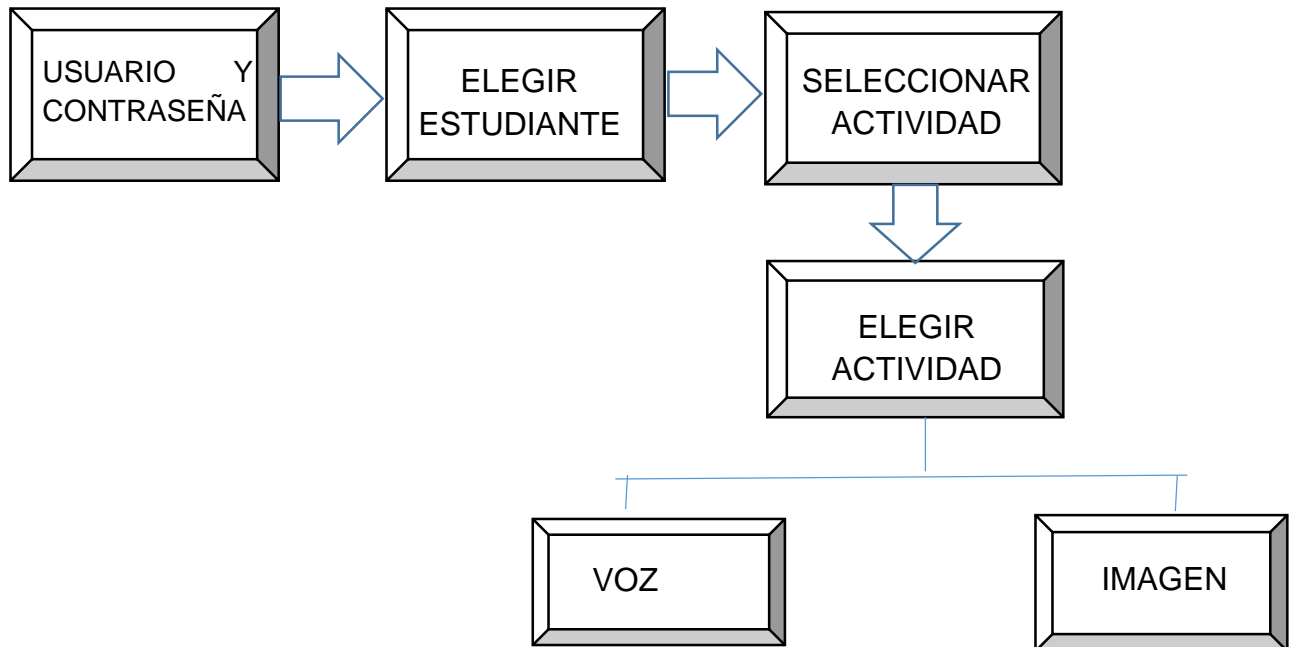 USUARIO Y
CONTRASEÑA
ELEGIR
ESTUDIANTE
SELECCIONAR
ACTIVIDAD
ELEGIR
ACTIVIDAD
VOZ
IMAGEN